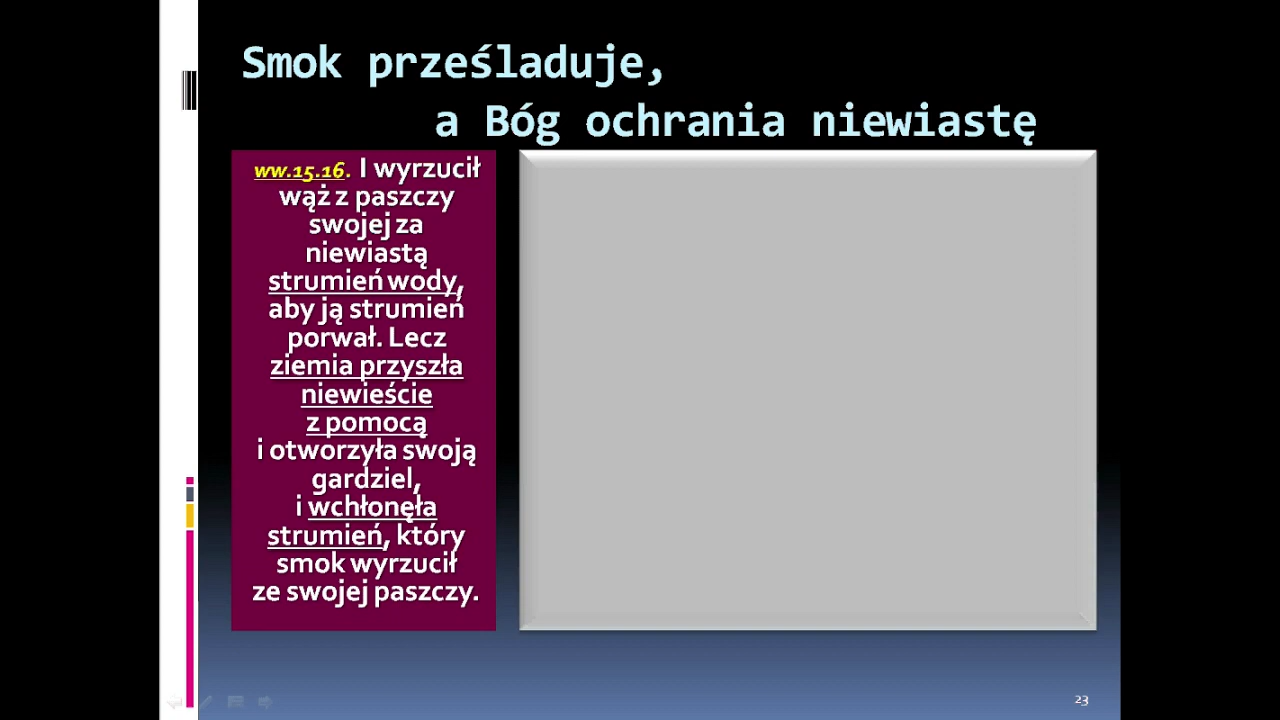 Smok prześladuje,
a Bóg ochrania niewiastę
ww.15.16. I wyrzucił
wąż z paszczy
swojej za
niewiastą
strumień wody,
aby ją strumień
porwał. Lecz
ziemia przyszła
niewieście
z pomocą
i otworzyła swoją
gardziel,
i wchłonęła
strumień, który
smok wyrzucił
ze swojej paszczy.
23